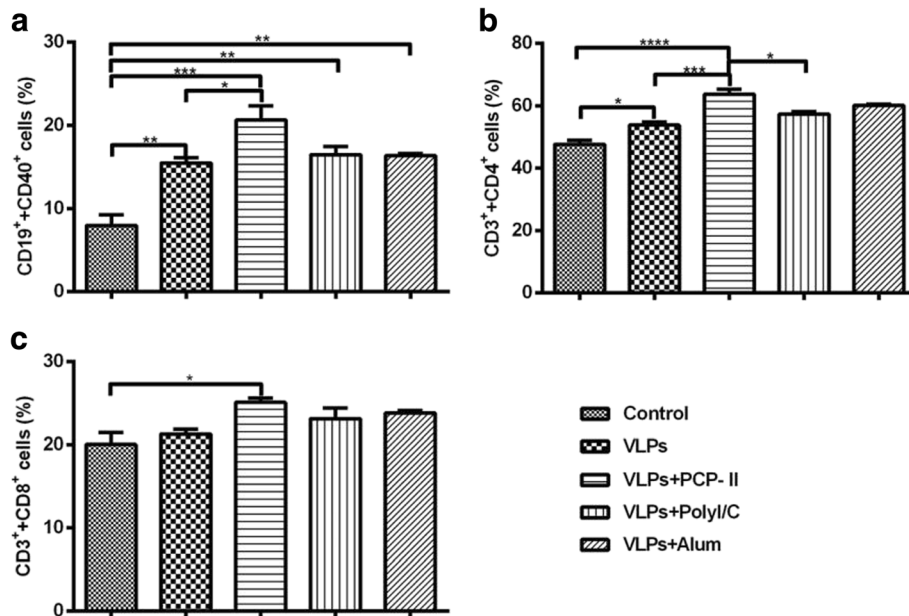 a
CD19⁺+CD40⁺ cells (%)
30
20
10
0
**
**
***
*
**
b
CD3⁺+CD4⁺ cells (%)
80
60
40
20
0
****
***
*
*
c
CD3⁺+CD8⁺ cells (%)
30
20
10
0
*
Control
VLPs
VLPs+PCP- II
VLPs+PolyI/C
VLPs+Alum